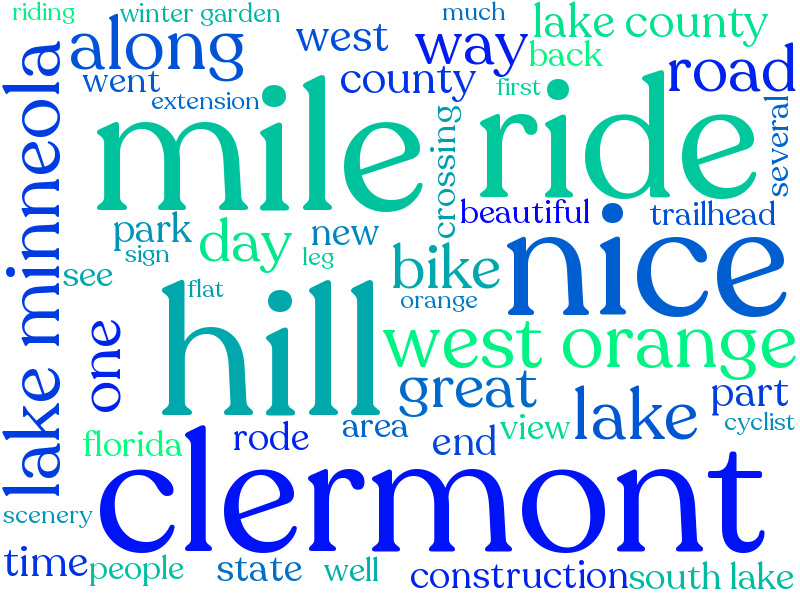 riding
winter garden
much
lake county
along
west
way
back
went
county
road
extension
first
lake minneola
mile
ride
crossing
several
beautiful
trailhead
park
day
new
nice
sign
leg
see
bike
flat
orange
hill
one
west orange
great
lake
part
cyclist
florida
rode
area
end
view
clermont
scenery
time
people
state
well
construction
south lake